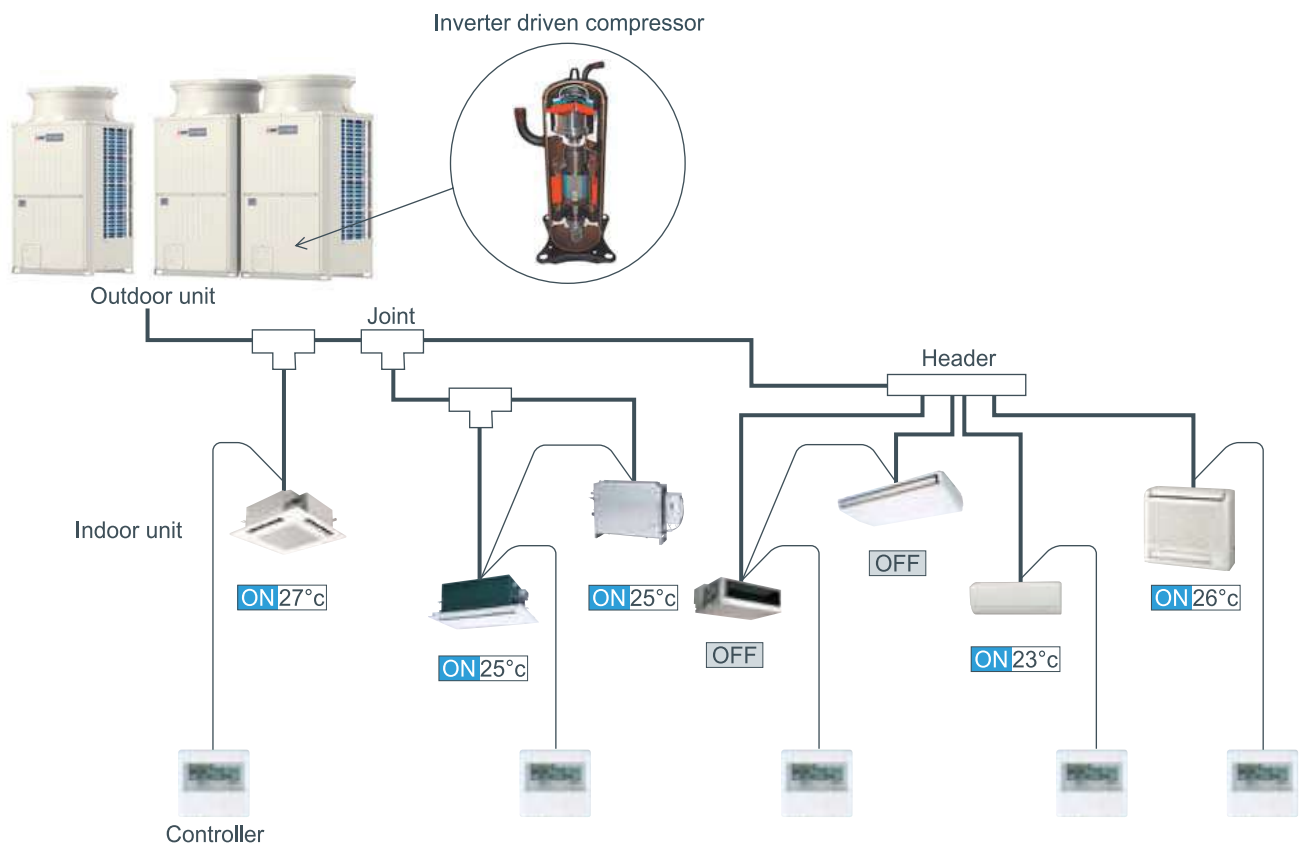 Inverter driven compressor
Outdoor unit
Joint
Header
Indoor unit
OFF
ON 27°c
ON 25°c
ON 26°c
OFF
ON 25°c
ON 23°c
Controller